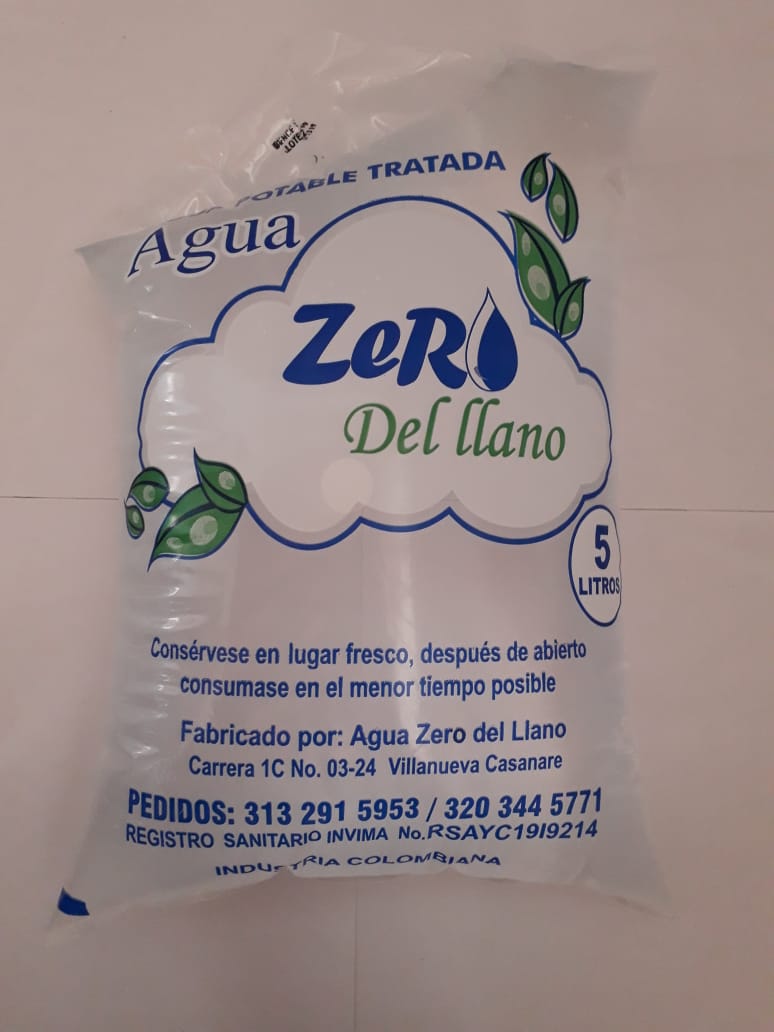 LOTE
POTABLE TRATADA
Agua
ZeRO
Del llano
5
LITROS
Consérvese en lugar fresco, después de abierto
consumase en el menor tiempo posible
Fabricado por: Agua Zero del Llano
Carrera 1C No. 03-24 Villanueva Casanare
PEDIDOS: 313 291 5953 / 320 344 5771
REGISTRO SANITARIO INVIMA No.RSAYC19I9214
INDUSTRIA COLOMBIANA